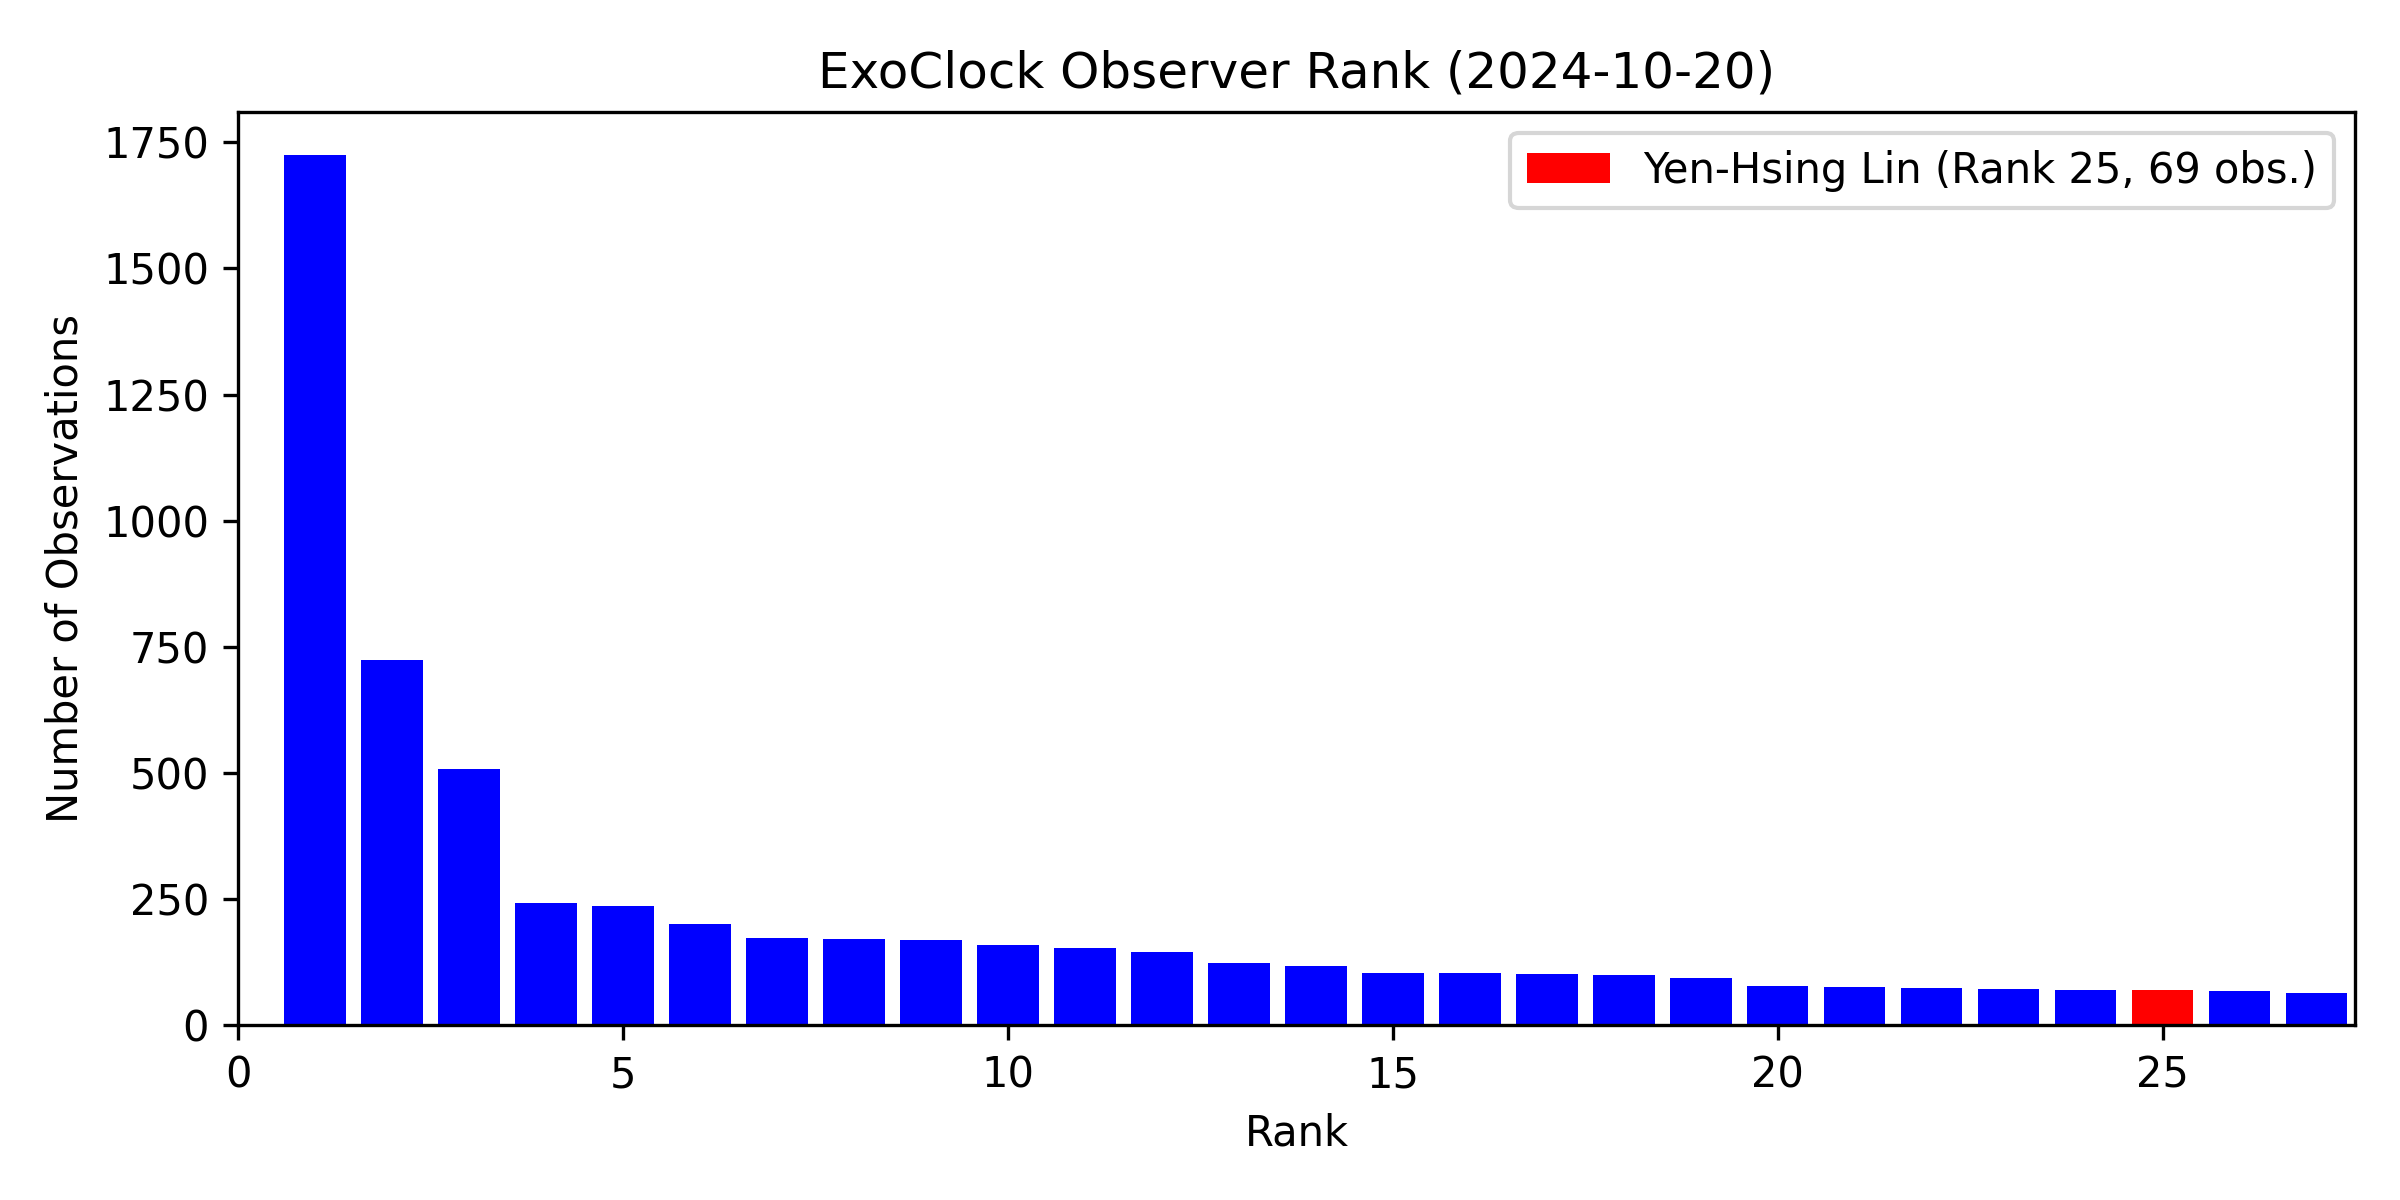 ExoClock Observer Rank (2024-10-20)
Yen-Hsing Lin (Rank 25, 69 obs.)
Number of Observations
1750
1500
1250
1000
750
500
250
0
0 5 10 15 20 25
Rank